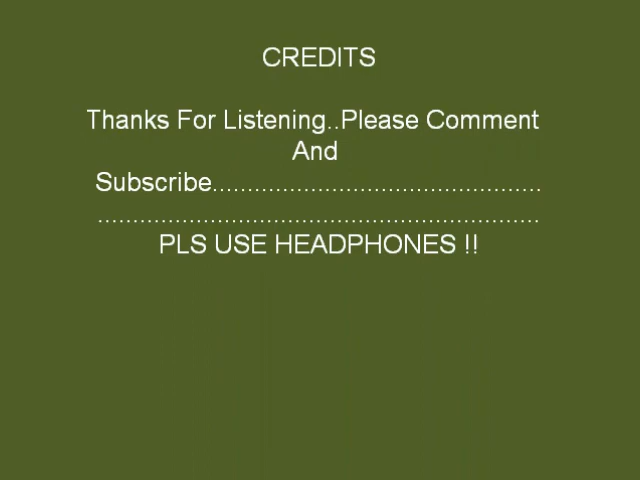 CREDITS
Thanks For Listening..Please Comment
And
Subscribe...............................................
...............................................................
PLS USE HEADPHONES !!